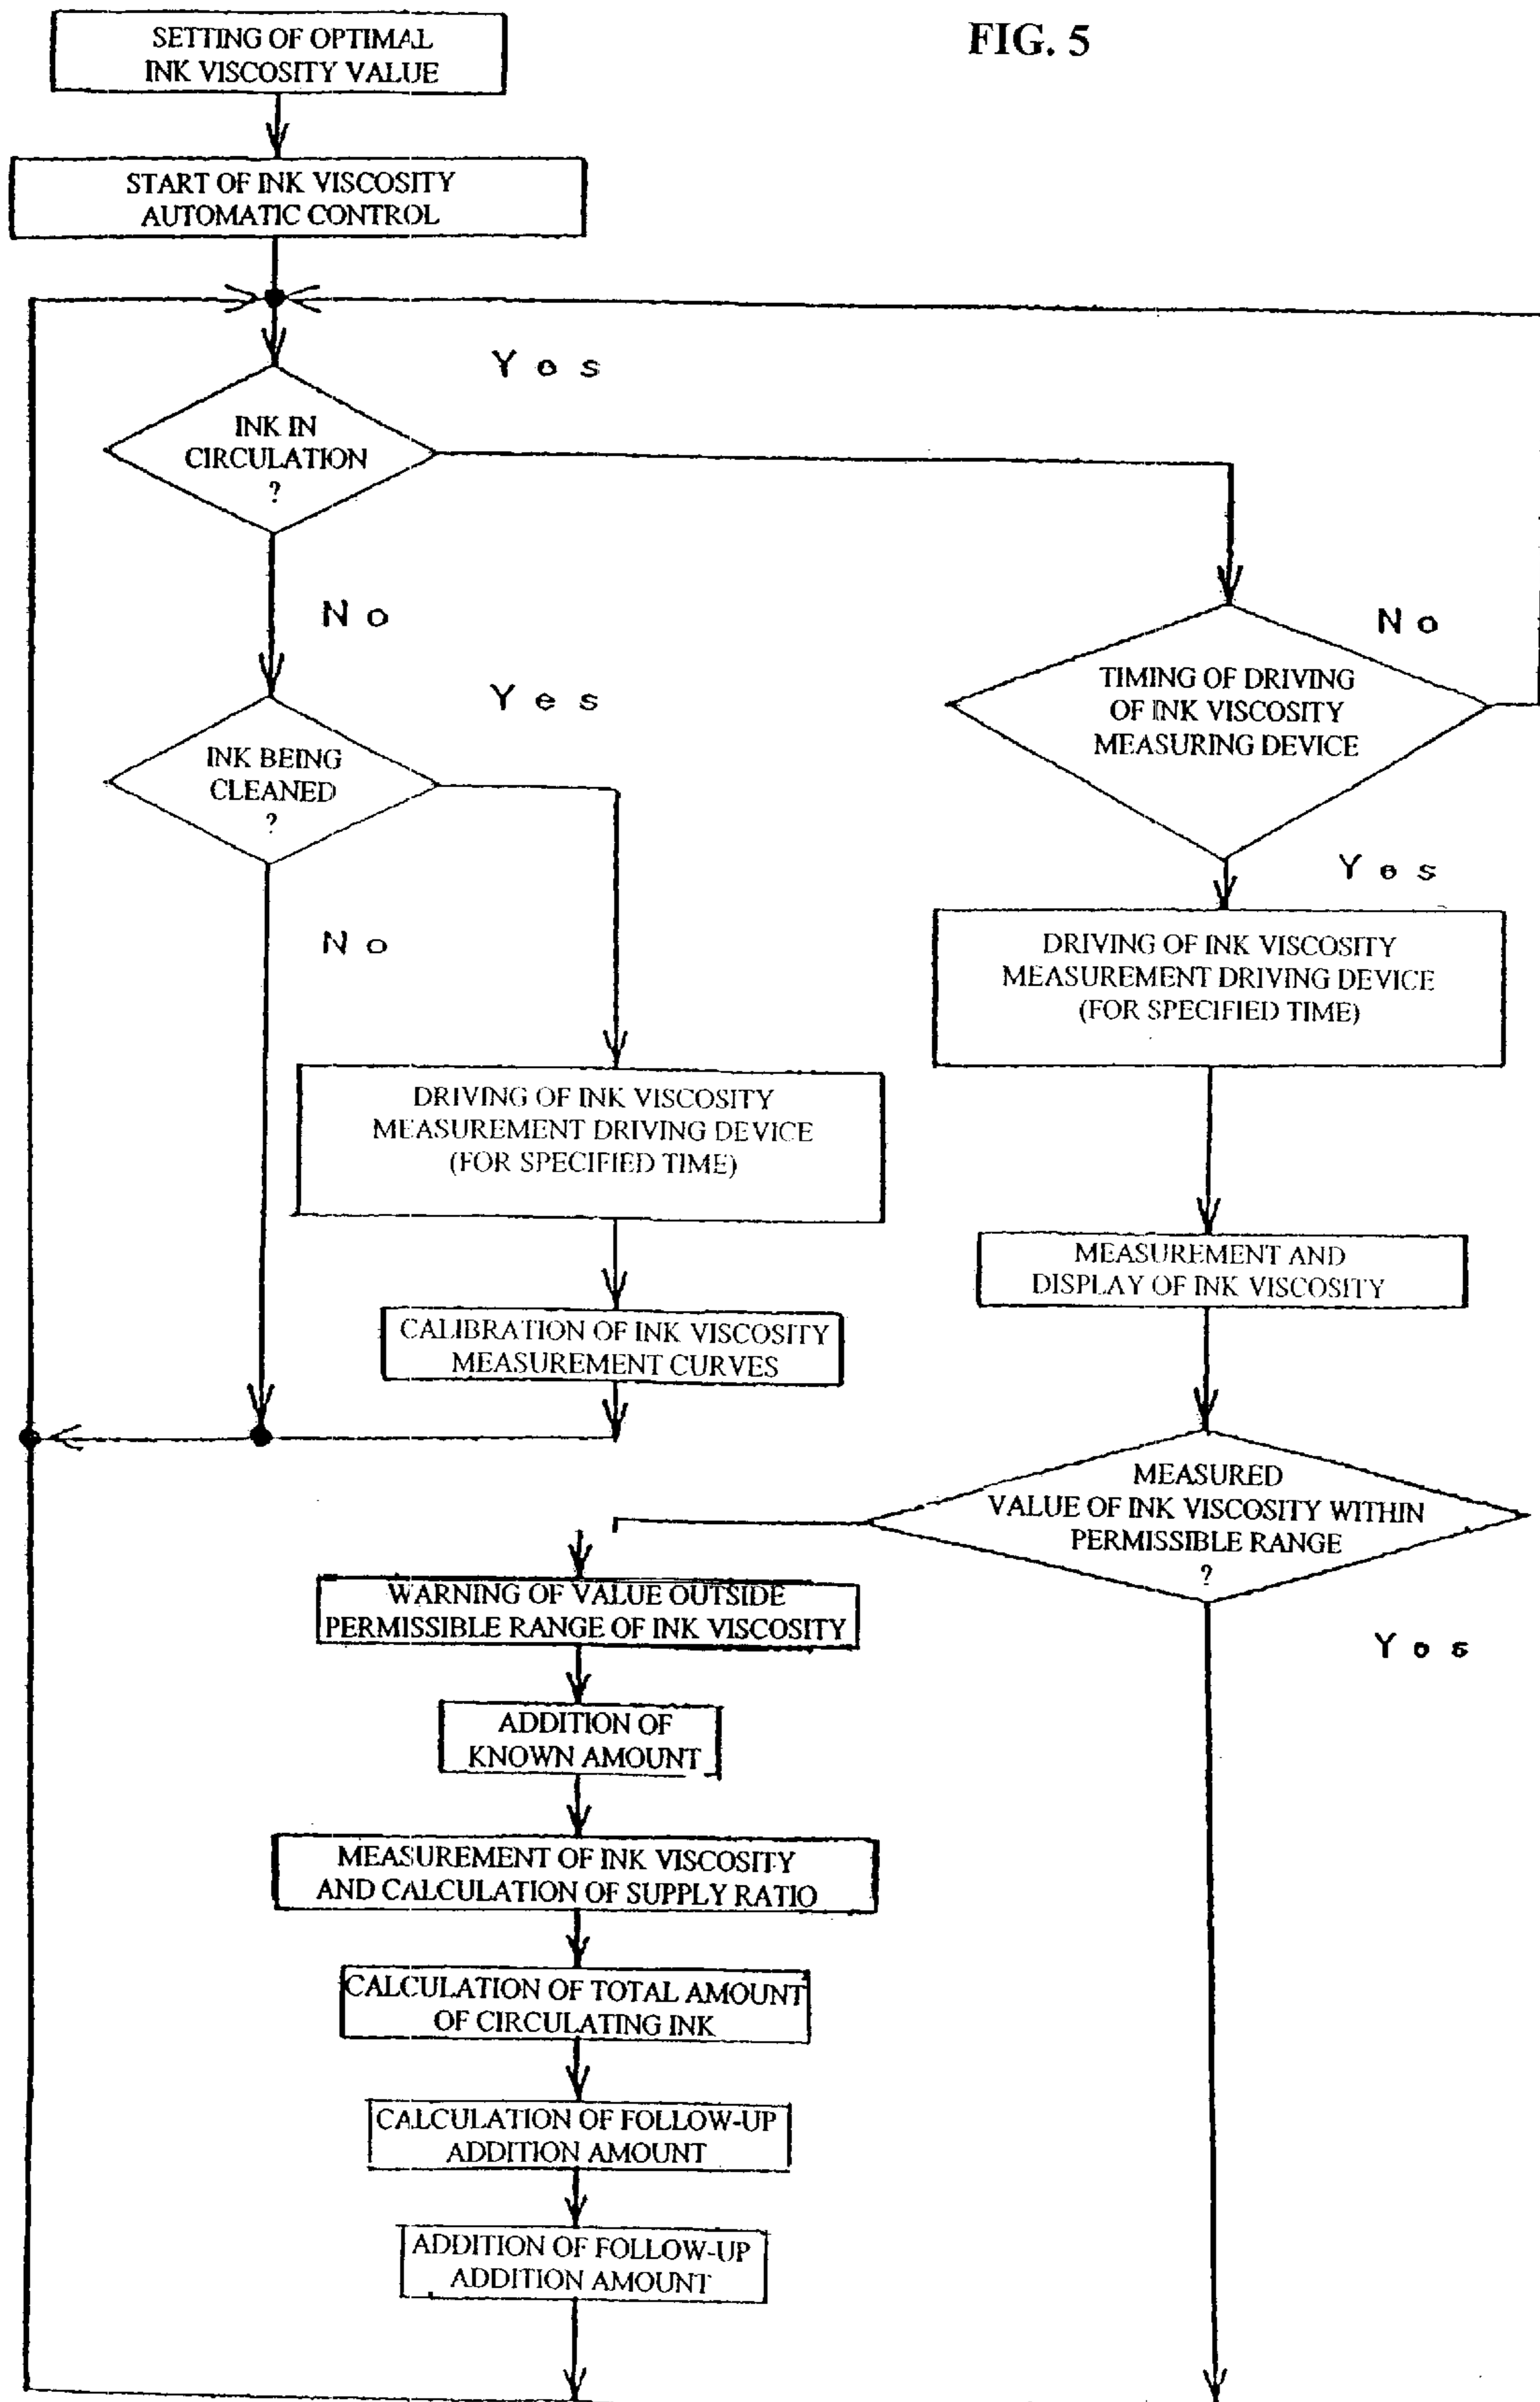 FIG. 5
SETTING OF OPTIMAL
INK VISCOSITY VALUE
START OF INK VISCOSITY
AUTOMATIC CONTROL
Yes
INK IN
CIRCULATION
?
No
No
TIMING OF DRIVING
OF INK VISCOSITY
MEASURING DEVICE
Yes
INK BEING
CLEANED
?
Yes
No
DRIVING OF INK VISCOSITY
MEASUREMENT DRIVING DEVICE
(FOR SPECIFIED TIME)
DRIVING OF INK VISCOSITY
MEASUREMENT DRIVING DEVICE
(FOR SPECIFIED TIME)
MEASUREMENT AND
DISPLAY OF INK VISCOSITY
CALIBRATION OF INK VISCOSITY
MEASUREMENT CURVES
MEASURED
VALUE OF INK VISCOSITY WITHIN
PERMISSIBLE RANGE
?
Yes
WARNING OF VALUE OUTSIDE
PERMISSIBLE RANGE OF INK VISCOSITY
ADDITION OF
KNOWN AMOUNT
MEASUREMENT OF INK VISCOSITY
AND CALCULATION OF SUPPLY RATIO
CALCULATION OF TOTAL AMOUNT
OF CIRCULATING INK
CALCULATION OF FOLLOW-UP
ADDITION AMOUNT
ADDITION OF FOLLOW-UP
ADDITION AMOUNT